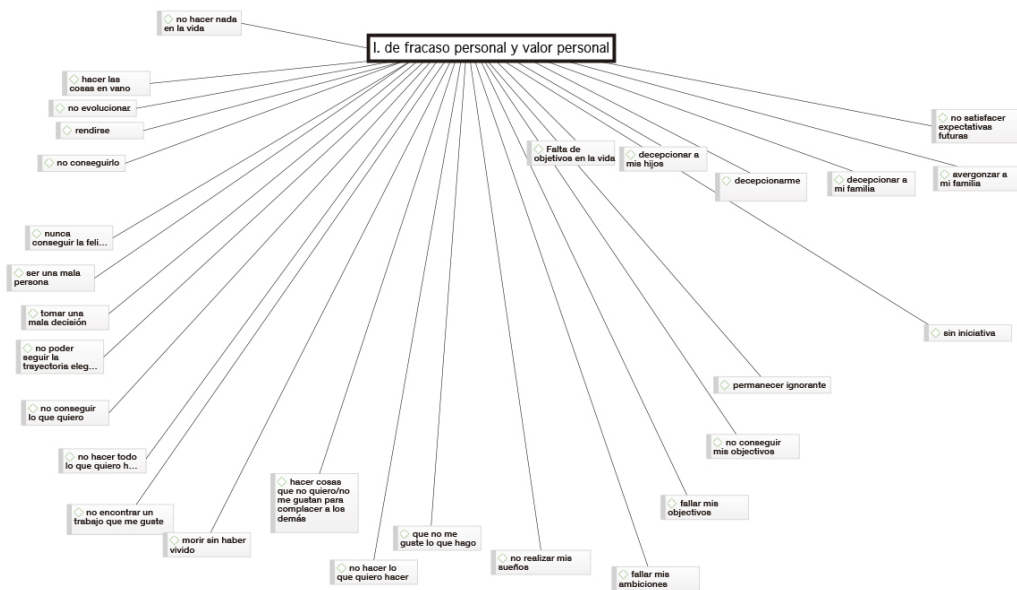 no hacer nada
en la vida
I. de fracaso personal y valor personal
hacer las
cosas en vano
no evolucionar
rendirse
no conseguirlo
Falta de
objetivos en la vida
decepcionar a
mis hijos
decepcionarme
decepcionar a
mi familia
avergonzar a
mi familia
no satisfacer
expectativas
futuras
nunca
conseguir la feli...
ser una mala
persona
tomar una
mala decisión
no poder
seguir la
trayectoria eleg...
no conseguir
lo que quiero
no hacer todo
lo que quiero h...
no encontrar un
trabajo que me guste
morir sin haber
vivido
hacer cosas
que no quiero/no
me gustan para
complacer a los
demás
no hacer lo
que quiero hacer
que no me
guste lo que hago
no realizar mis
sueños
fallar mis
ambiciones
fallar mis
objectivos
no conseguir
mis objectivos
permanecer ignorante
sin iniciativa